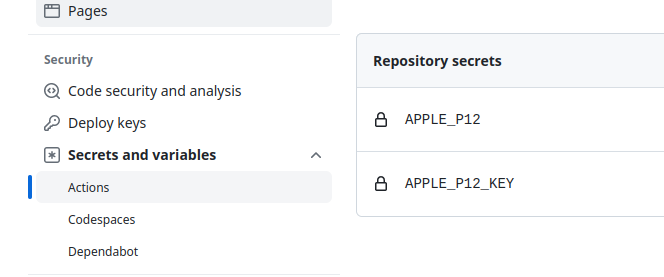 Pages
Security
Code security and analysis
Deploy keys
Secrets and variables
Actions
Codespaces
Dependabot
Repository secrets
APPLE_P12
APPLE_P12_KEY